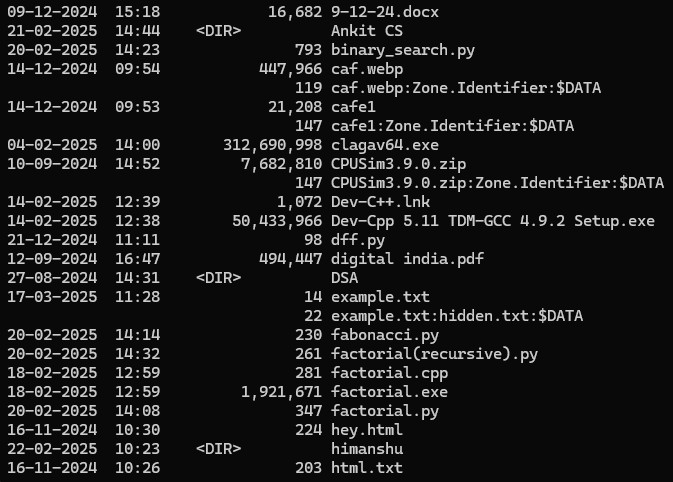 09-12-2024  15:18            16,682 9-12-24.docx
21-02-2025  14:44    <DIR>          Ankit CS
20-02-2025  14:23               793 binary_search.py
14-12-2024  09:54           447,966 caf.webp
                                119 caf.webp:Zone.Identifier:$DATA
14-12-2024  09:53            21,208 cafe1
                                147 cafe1:Zone.Identifier:$DATA
04-02-2025  14:00       312,690,998 clagav64.exe
10-09-2024  14:52         7,682,810 CPUSim3.9.0.zip
                                147 CPUSim3.9.0.zip:Zone.Identifier:$DATA
14-02-2025  12:39             1,072 Dev-C++.lnk
14-02-2025  12:38        50,433,966 Dev-Cpp 5.11 TDM-GCC 4.9.2 Setup.exe
21-12-2024  11:11                98 dff.py
12-09-2024  16:47           494,447 digital india.pdf
27-08-2024  14:31    <DIR>          DSA
17-03-2025  11:28                14 example.txt
                                 22 example.txt:hidden.txt:$DATA
20-02-2025  14:14               230 fabonacci.py
20-02-2025  14:32               261 factorial(recursive).py
18-02-2025  12:59               281 factorial.cpp
18-02-2025  12:59         1,921,671 factorial.exe
20-02-2025  14:08               347 factorial.py
16-11-2024  10:30               224 hey.html
22-02-2025  10:23    <DIR>          himanshu
16-11-2024  10:26               203 html.txt